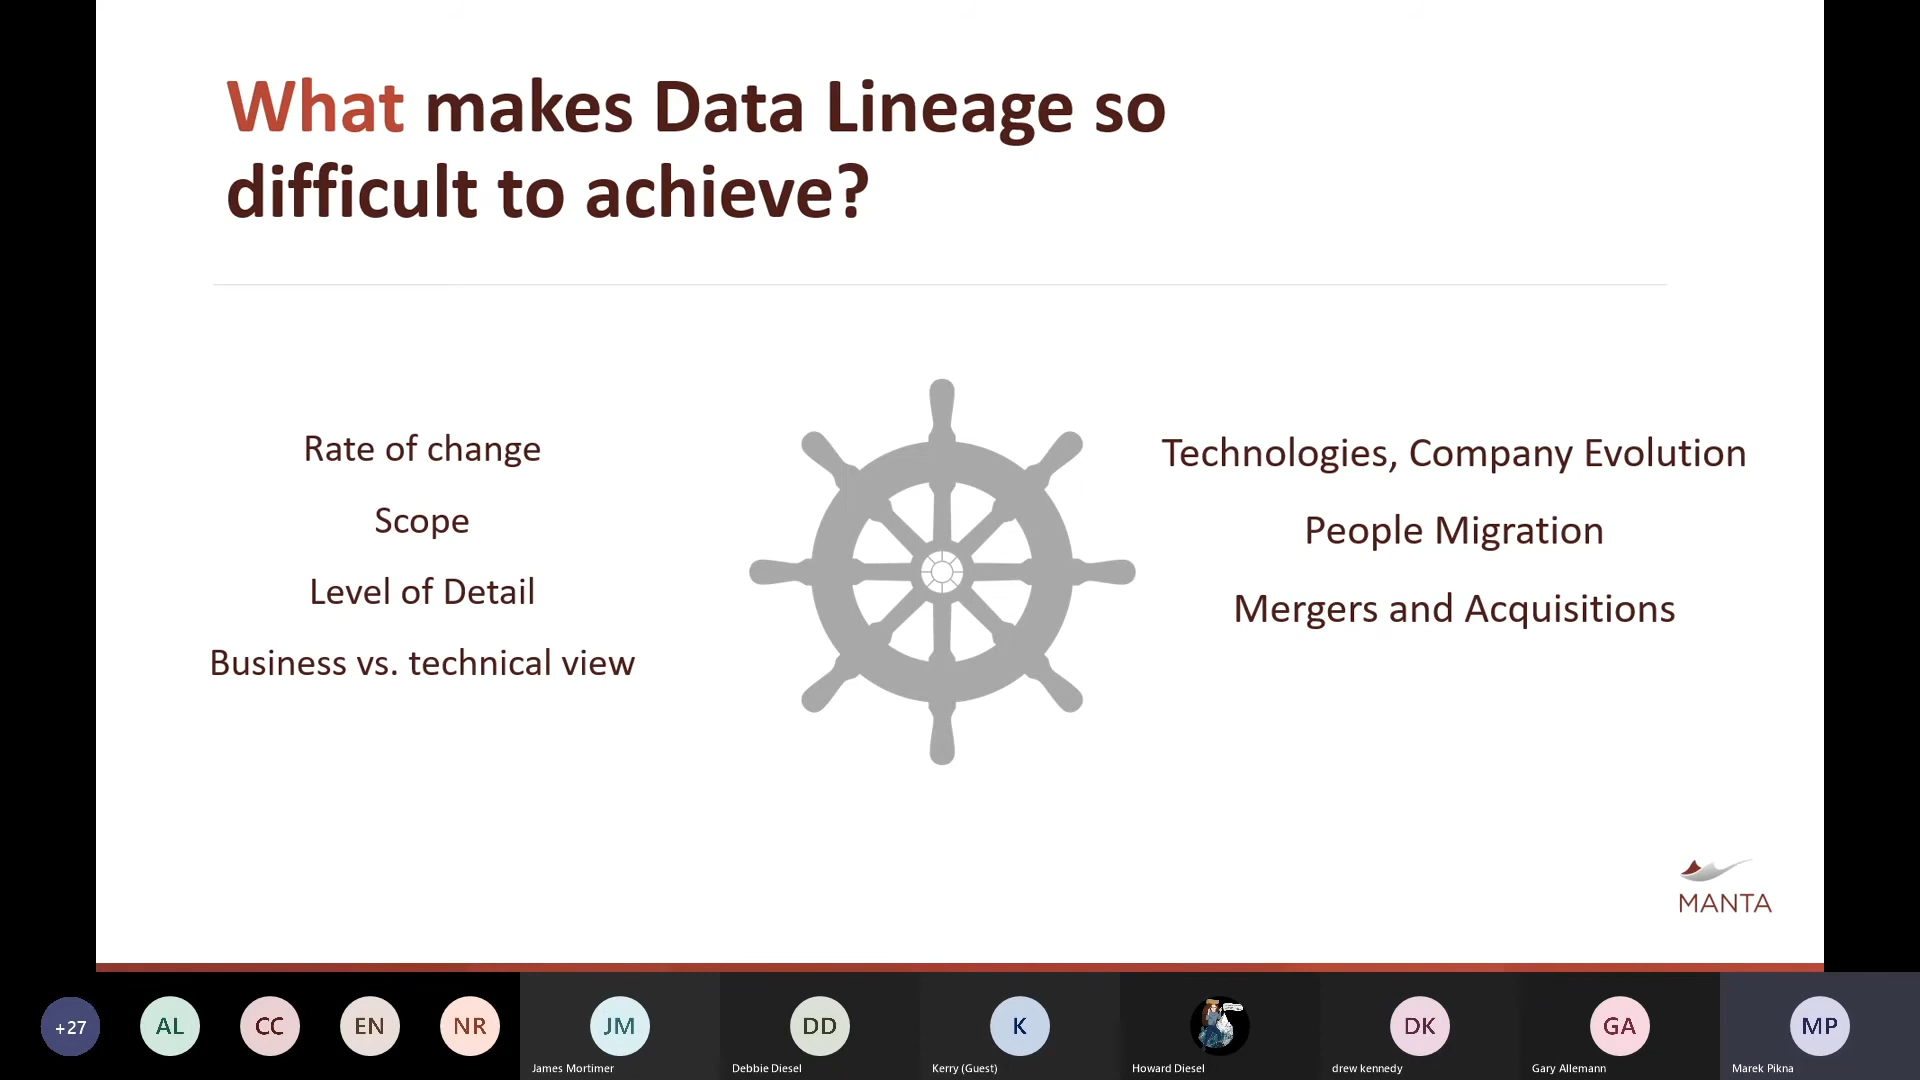 What makes Data Lineage so
difficult to achieve?
Rate of change
Scope
Level of Detail
Business vs. technical view
Technologies, Company Evolution
People Migration
Mergers and Acquisitions
MANTA
+27
AL
CC
EN
NR
JM
James Mortimer
DD
Debbie Diesel
K
Kerry (Guest)
Howard Diesel
DK
drew kennedy
GA
Gary Allemann
MP
Marek Pikna